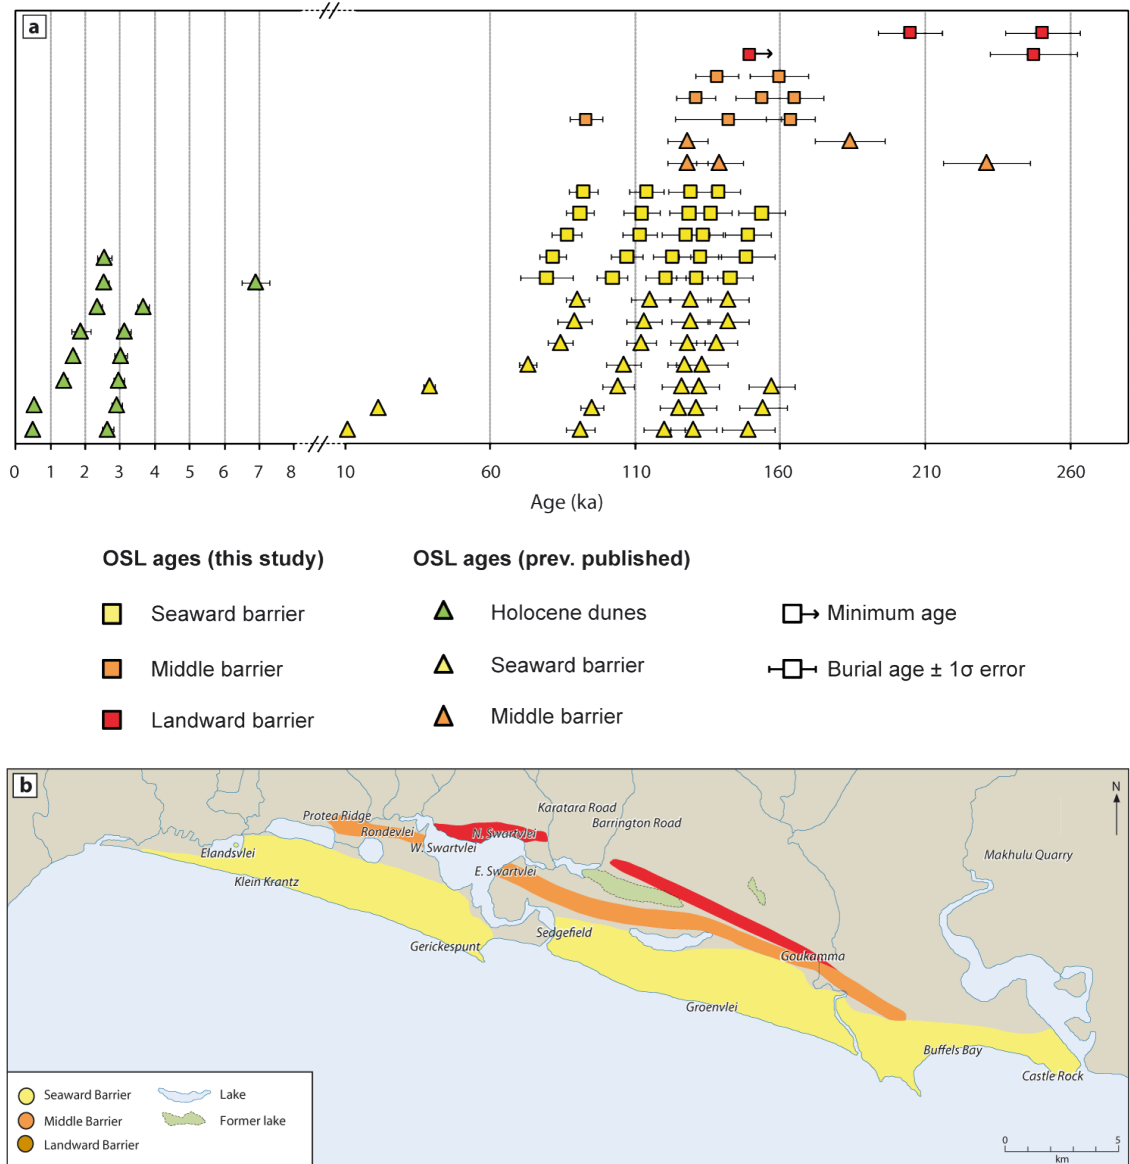 a
0 1 2 3 4 5 6 7 8 10 60 110 160 210 260
Age (ka)
OSL ages (this study)
OSL ages (prev. published)
Seaward barrier
Holocene dunes
Minimum age
Middle barrier
Seaward barrier
Burial age ± 1σ error
Landward barrier
Middle barrier
b
N
Karatara Road
Protea Ridge
Barrington Road
Rondevlei
N. Swartvlei
W. Swartvlei
Elandsvlei
Makhulu Quarry
E. Swartvlei
Klein Krantz
Sedgefield
Gerickespunt
Goukamma
Groenvlei
Buffels Bay
Castle Rock
Seaward Barrier
Lake
Middle Barrier
Former lake
Landward Barrier
0 5
km